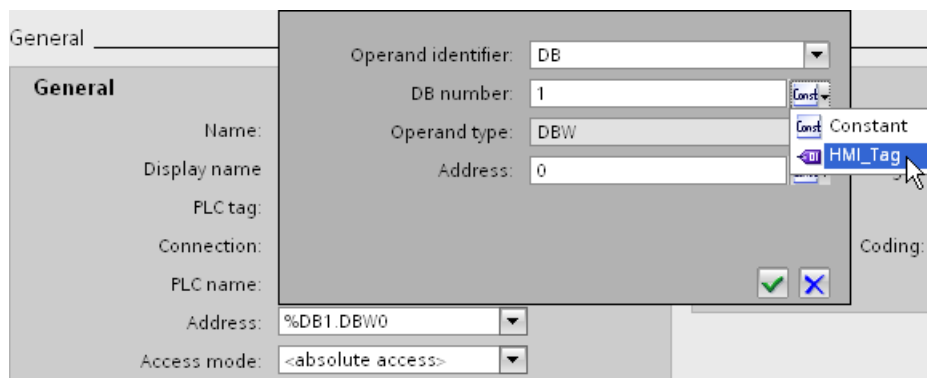 General
General
Operand identifier: DB
DB number: 1 Const
Constant
HMI_Tag
Operand type: DBW
Address: 0
Name:
Display name
PLC tag:
Connection:
PLC name:
Coding:
Address: %DB1.DBW0
Access mode: <absolute access>